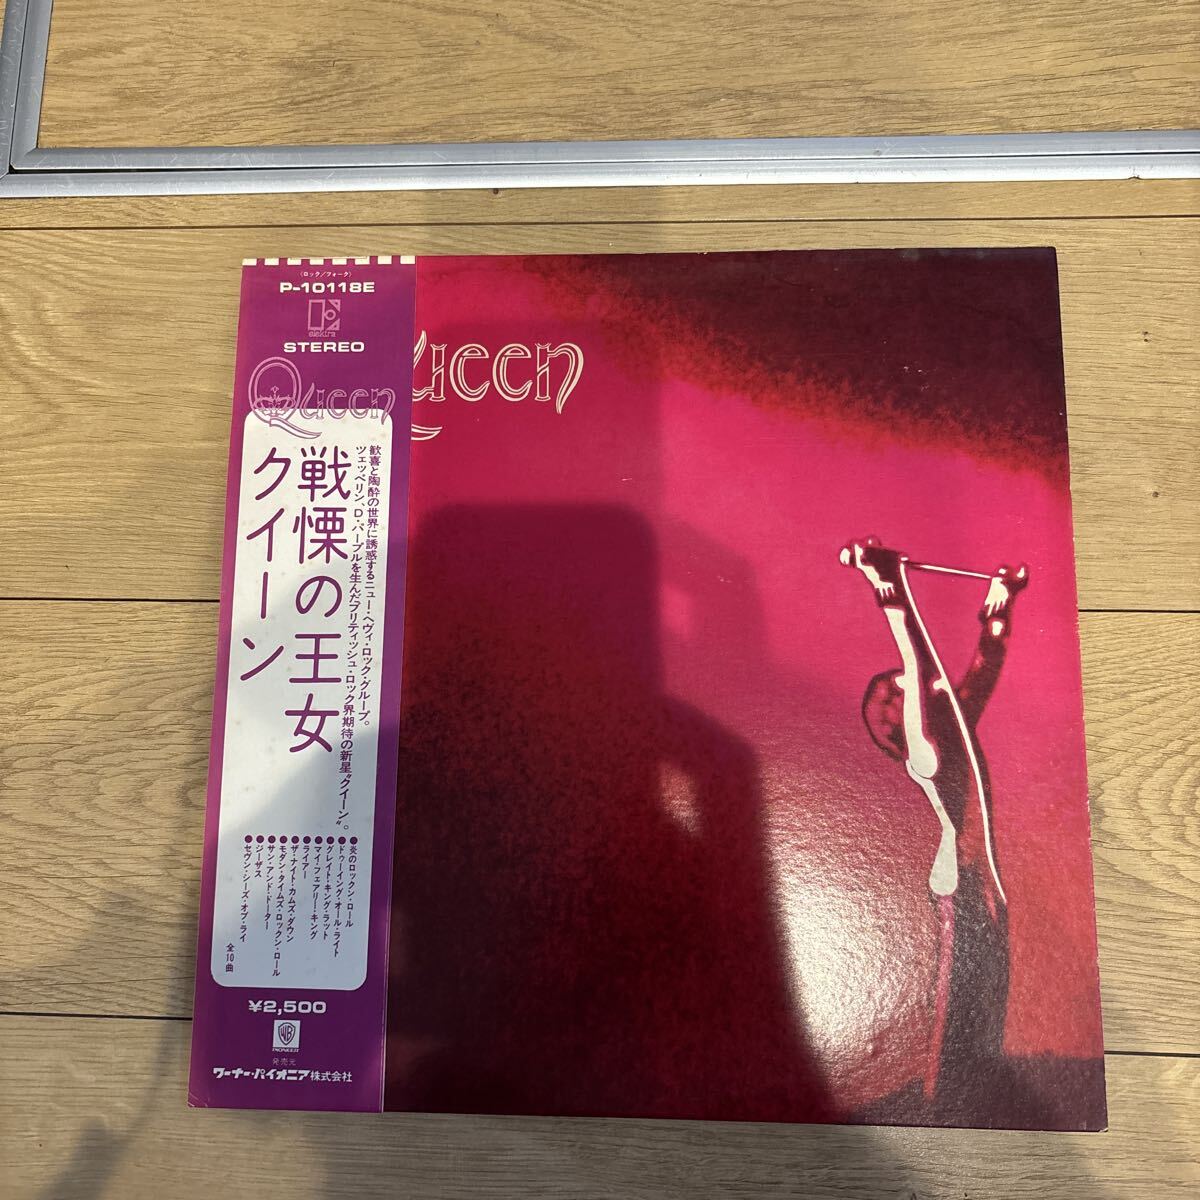 (ロック/フォーク)
P-10118E
elektra
STEREO
Queen
ueen
戦慄の王女
クイーン
歓喜と陶酔の世界に誘惑するニュー・ヘヴィ・ロック・グループ。
ツェッペリン、D・パープルを生んだブリティッシュ・ロック界期待の新星“クイーン”。
●炎のロックン・ロール
●ドゥーイング・オール・ライト
●グレイト・キング・ラット
●マイ・フェアリー・キング
●ライアー
●ザ・ナイト・カムズ・ダウン
●モダン・タイムズ・ロックン・ロール
●サン・アンド・ドーター
●ジーザス
●セヴン・シーズ・オブ・ライ
全10曲
¥2,500
WB
PIONEER
発売元
ワーナー・パイオニア株式会社